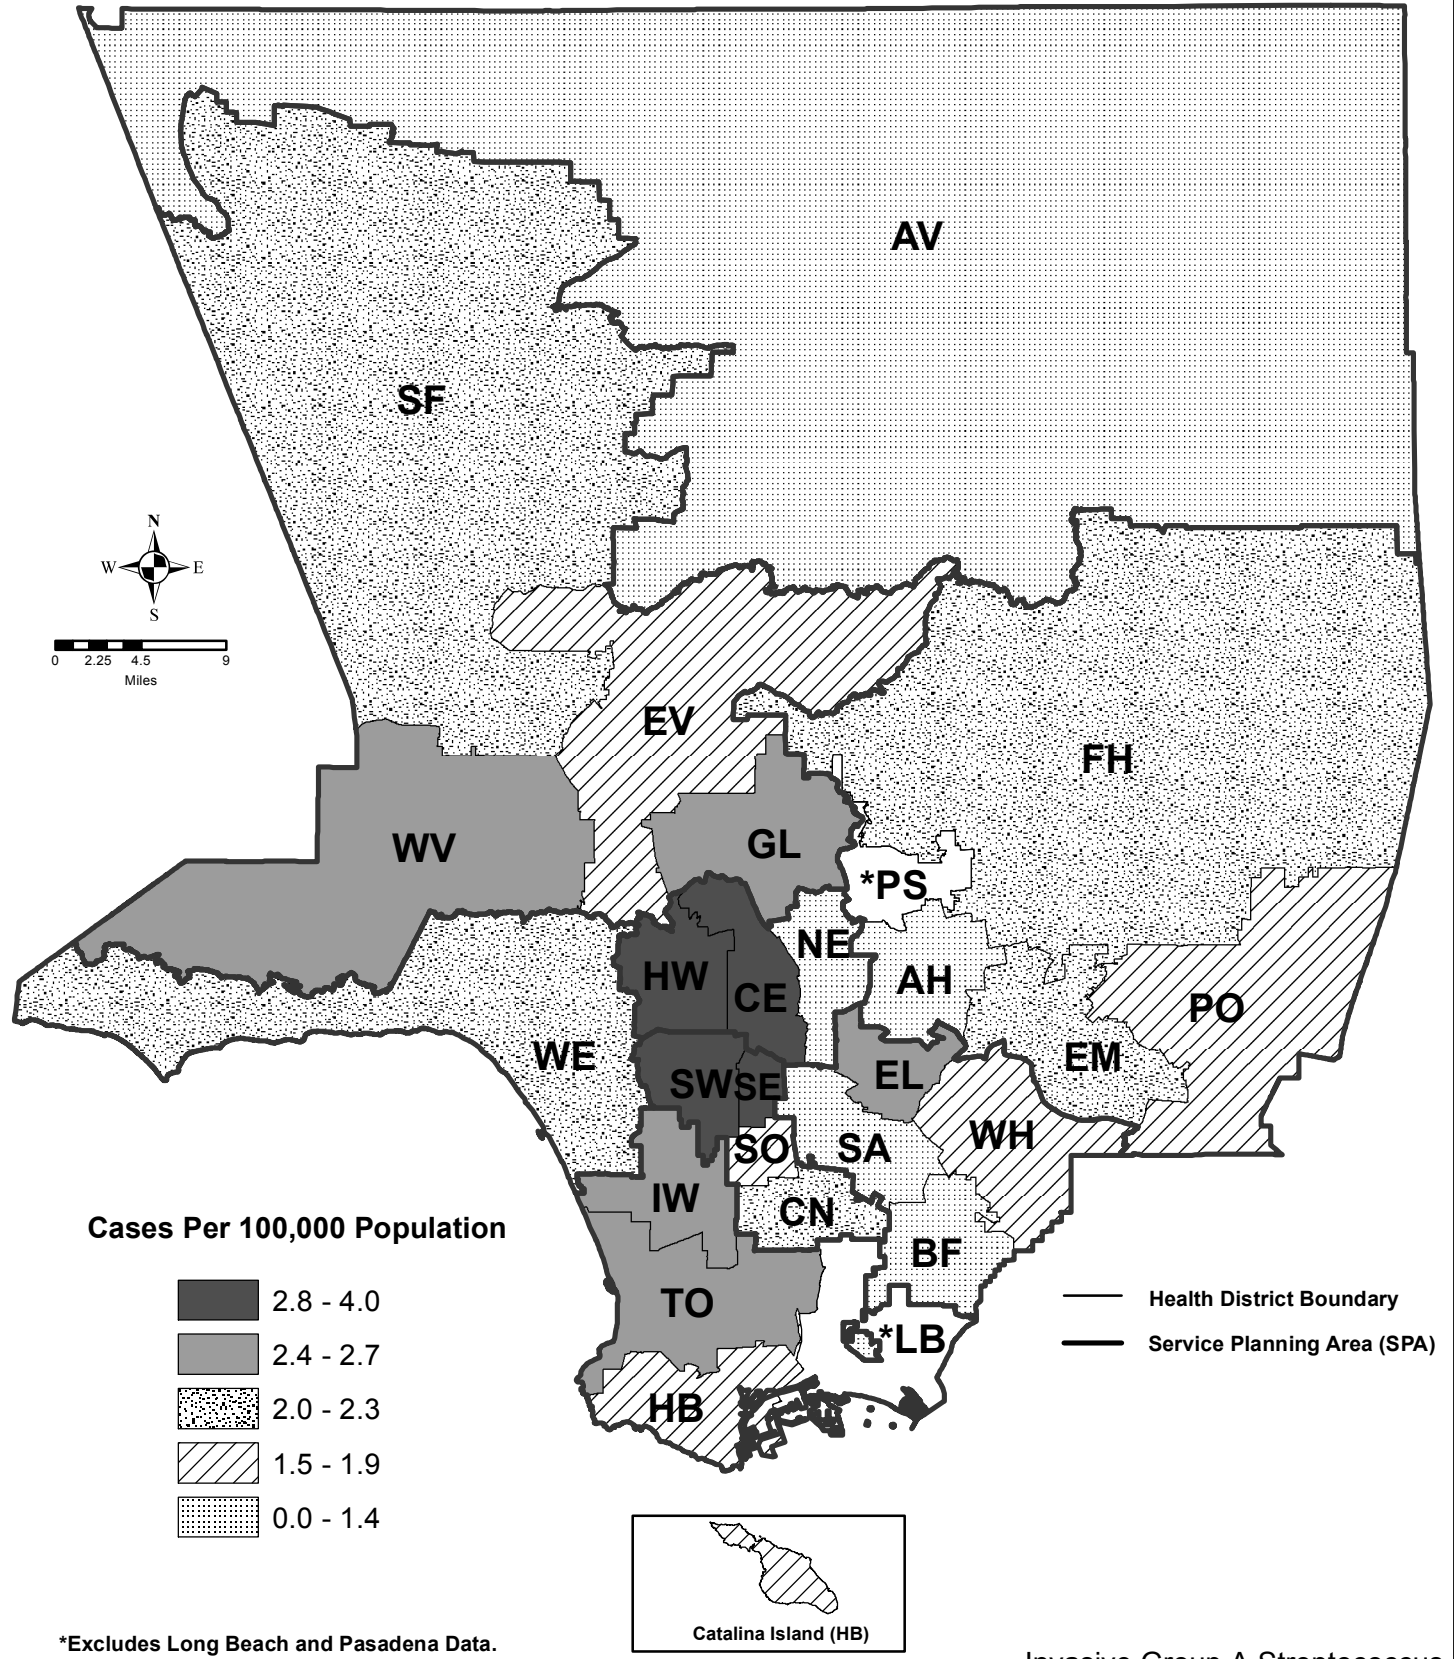 AV
SF
N
W E
S
0 2.25 4.5 9
Miles
EV
FH
WV
GL
*PS
NE
HW
AH
CE
PO
WE
EM
EL
SW
SE
WH
SO
SA
IW
CN
BF
TO
*LB
HB
Cases Per 100,000 Population
2.8 - 4.0
2.4 - 2.7
2.0 - 2.3
1.5 - 1.9
0.0 - 1.4
Health District Boundary
Service Planning Area (SPA)
Catalina Island (HB)
*Excludes Long Beach and Pasadena Data.
Invasive Group A Streptococcus